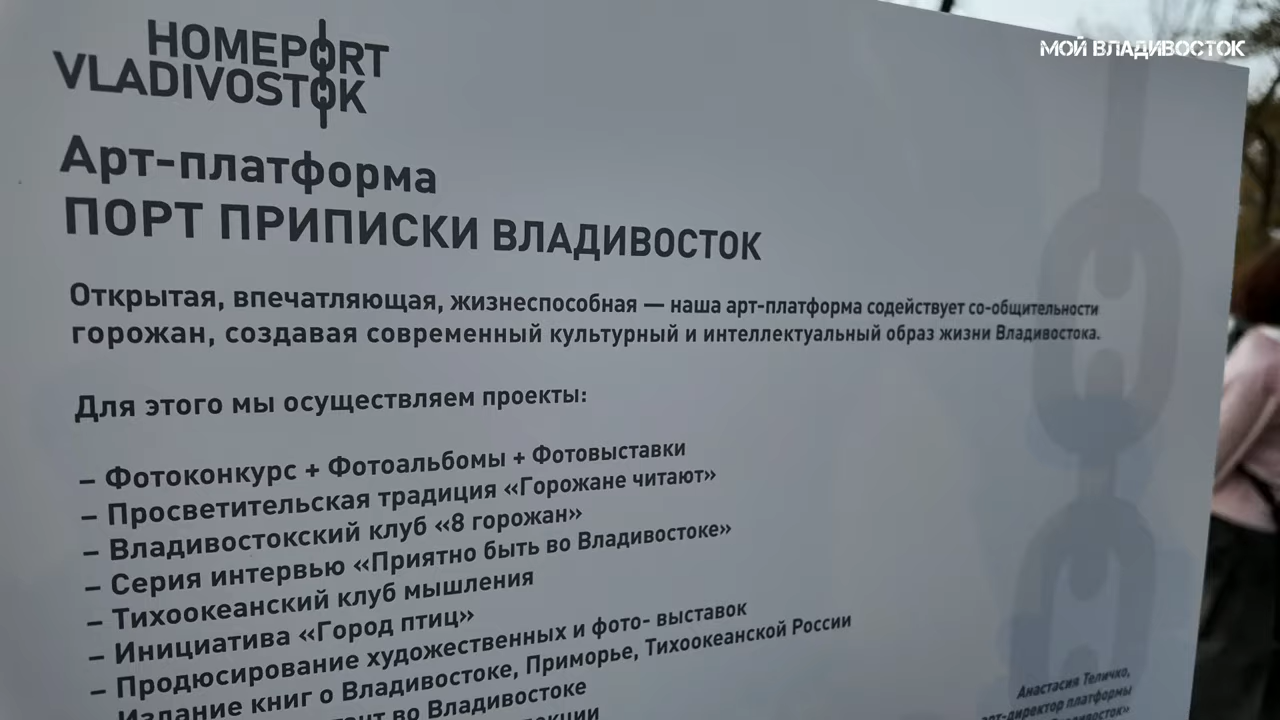 HOMEPORT
VLADIVOSTOK
МОЙ ВЛАДИВОСТОК
Арт-платформа
ПОРТ ПРИПИСКИ ВЛАДИВОСТОК
Открытая, впечатляющая, жизнеспособная — наша арт-платформа содействует со-общительности
горожан, создавая современный культурный и интеллектуальный образ жизни Владивостока.
Для этого мы осуществляем проекты:
– Фотоконкурс + Фотоальбомы + Фотовыставки
– Просветительская традиция «Горожане читают»
– Владивостокский клуб «8 горожан»
– Серия интервью «Приятно быть во Владивостоке»
– Тихоокеанский клуб мышления
– Инициатива «Город птиц»
– Продюсирование художественных и фото- выставок
Издание книг о Владивостоке, Приморье, Тихоокеанской России
во Владивостоке
Анастасия Теличко,
арт-директор платформы
Владивосток»